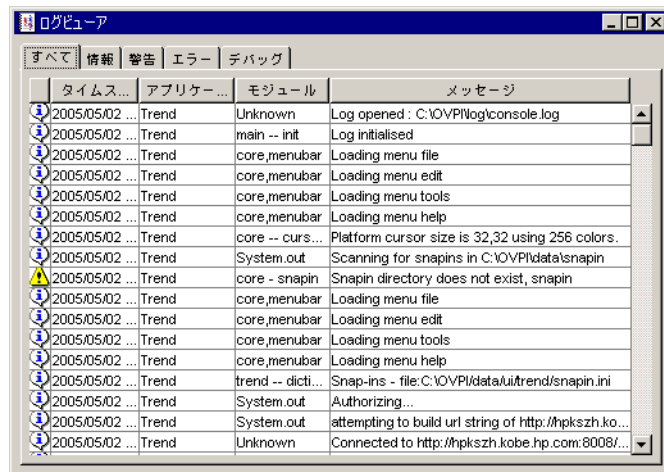 ログビューア
すべて 情報 警告 エラー デバッグ
タイムス... アプリケー... モジュール メッセージ
2005/05/02 ... Trend Unknown Log opened : C:\OVPI\log\console.log
2005/05/02 ... Trend main -- init Log initialised
2005/05/02 ... Trend core,menubar Loading menu file
2005/05/02 ... Trend core,menubar Loading menu edit
2005/05/02 ... Trend core,menubar Loading menu tools
2005/05/02 ... Trend core,menubar Loading menu help
2005/05/02 ... Trend core -- curs... Platform cursor size is 32,32 using 256 colors.
2005/05/02 ... Trend System.out Scanning for snapins in C:\OVPI\data\snapin
2005/05/02 ... Trend core - snapin Snapin directory does not exist, snapin
2005/05/02 ... Trend core,menubar Loading menu file
2005/05/02 ... Trend core,menubar Loading menu edit
2005/05/02 ... Trend core,menubar Loading menu tools
2005/05/02 ... Trend core,menubar Loading menu help
2005/05/02 ... Trend trend -- dicti... Snap-ins - file:C:\OVPI/data/ui/trend/snapin.ini
2005/05/02 ... Trend System.out Authorizing...
2005/05/02 ... Trend System.out attempting to build url string of http://hpkszh.ko...
2005/05/02 ... Trend Unknown Connected to http://hpkszh.kobe.hp.com:8008/...